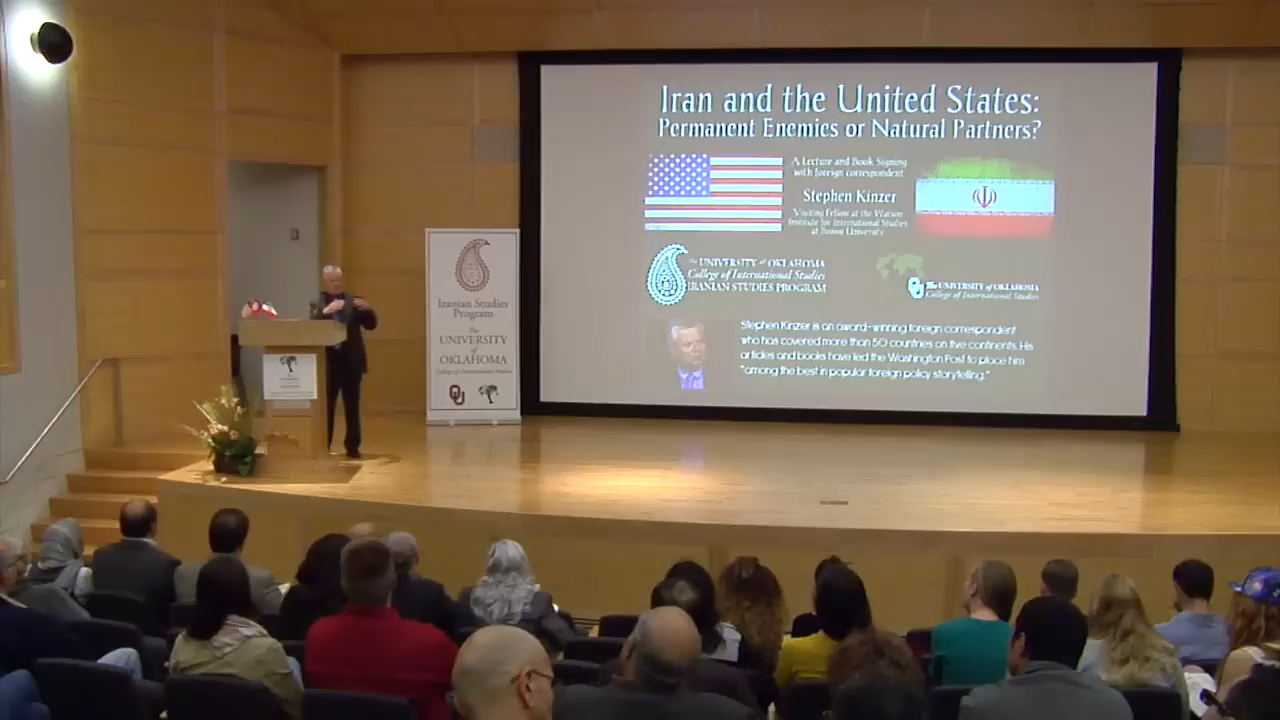 Iran and the United States:
Permanent Enemies or Natural Partners?
A Lecture and Book Signing
with foreign correspondent
Stephen Kinzer
Visiting Fellow at the Watson
Institute for International Studies
at Brown University
The UNIVERSITY of OKLAHOMA
College of International Studies
IRANIAN STUDIES PROGRAM
The UNIVERSITY of OKLAHOMA
College of International Studies
Stephen Kinzer is an award-winning foreign correspondent
who has covered more than 50 countries on five continents. His
articles and books have led the Washington Post to place him
"among the best in popular foreign policy storytelling."
Iranian Studies
Program
The
UNIVERSITY
of
OKLAHOMA
College of International Studies
OU